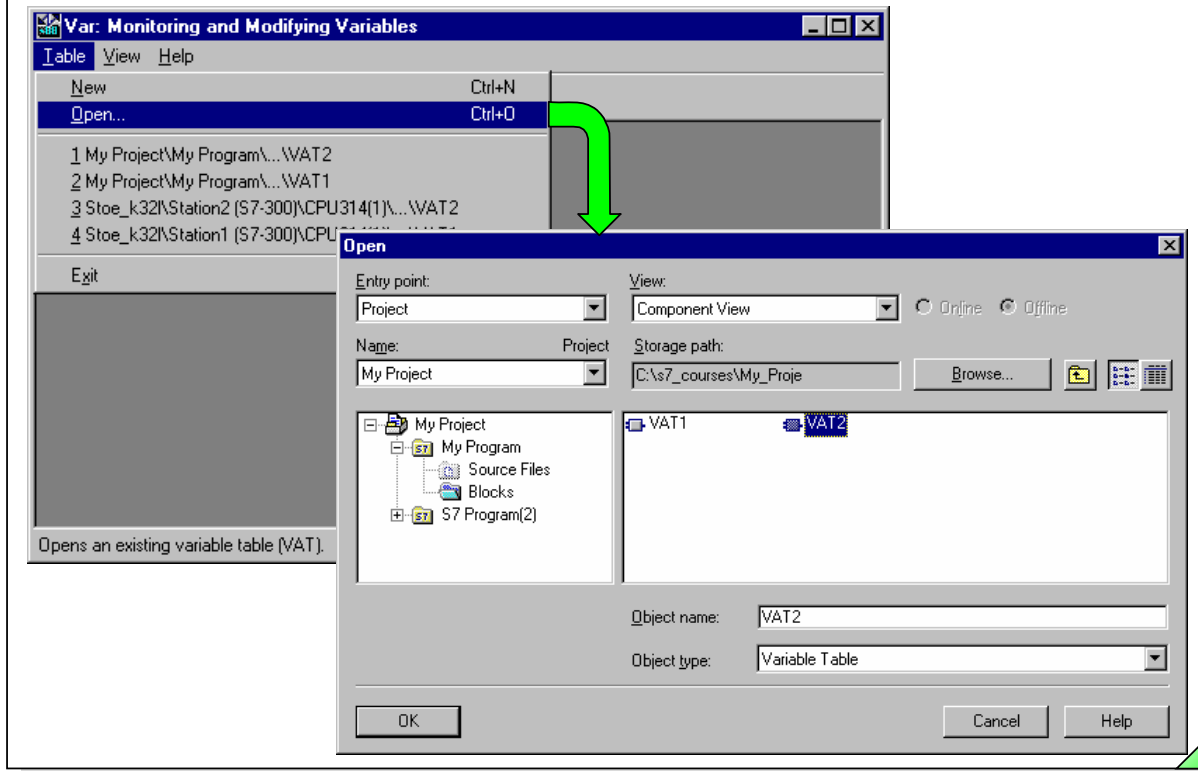 Var: Monitoring and Modifying Variables
Table View Help
New Ctrl+N
Open... Ctrl+O
1 My Project\My Program\...\VAT2
2 My Project\My Program\...\VAT1
3 Stoe_k32l\Station2 (S7-300)\CPU314(1)\...\VAT2
4 Stoe_k32l\Station1 (S7-300)\CPU
Exit
Opens an existing variable table (VAT).
Open
Entry point: View:
Project Component View Online Offline
Name: Project Storage path:
My Project C:\s7_courses\My_Proje Browse...
My Project
My Program
Source Files
Blocks
S7 Program(2)
VAT1 VAT2
Object name: VAT2
Object type: Variable Table
OK Cancel Help